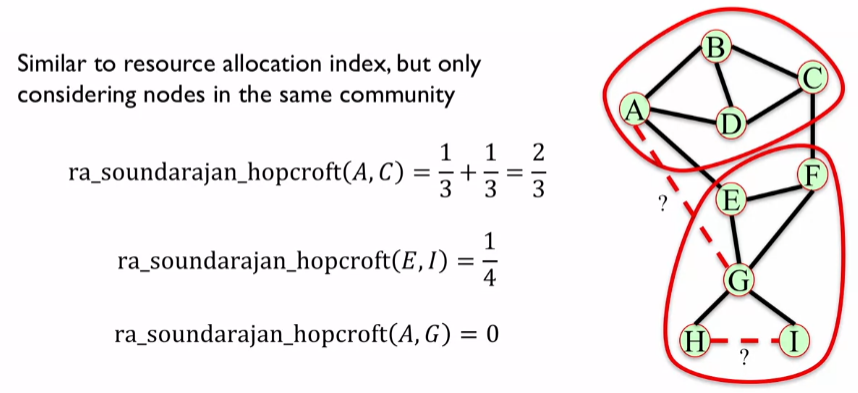 Similar to resource allocation index, but only
considering nodes in the same community
ra_soundarajan_hopcroft(A, C) = 1/3 + 1/3 = 2/3
ra_soundarajan_hopcroft(E, I) = 1/4
ra_soundarajan_hopcroft(A, G) = 0
B
C
A
D
F
?
E
G
H
I
?